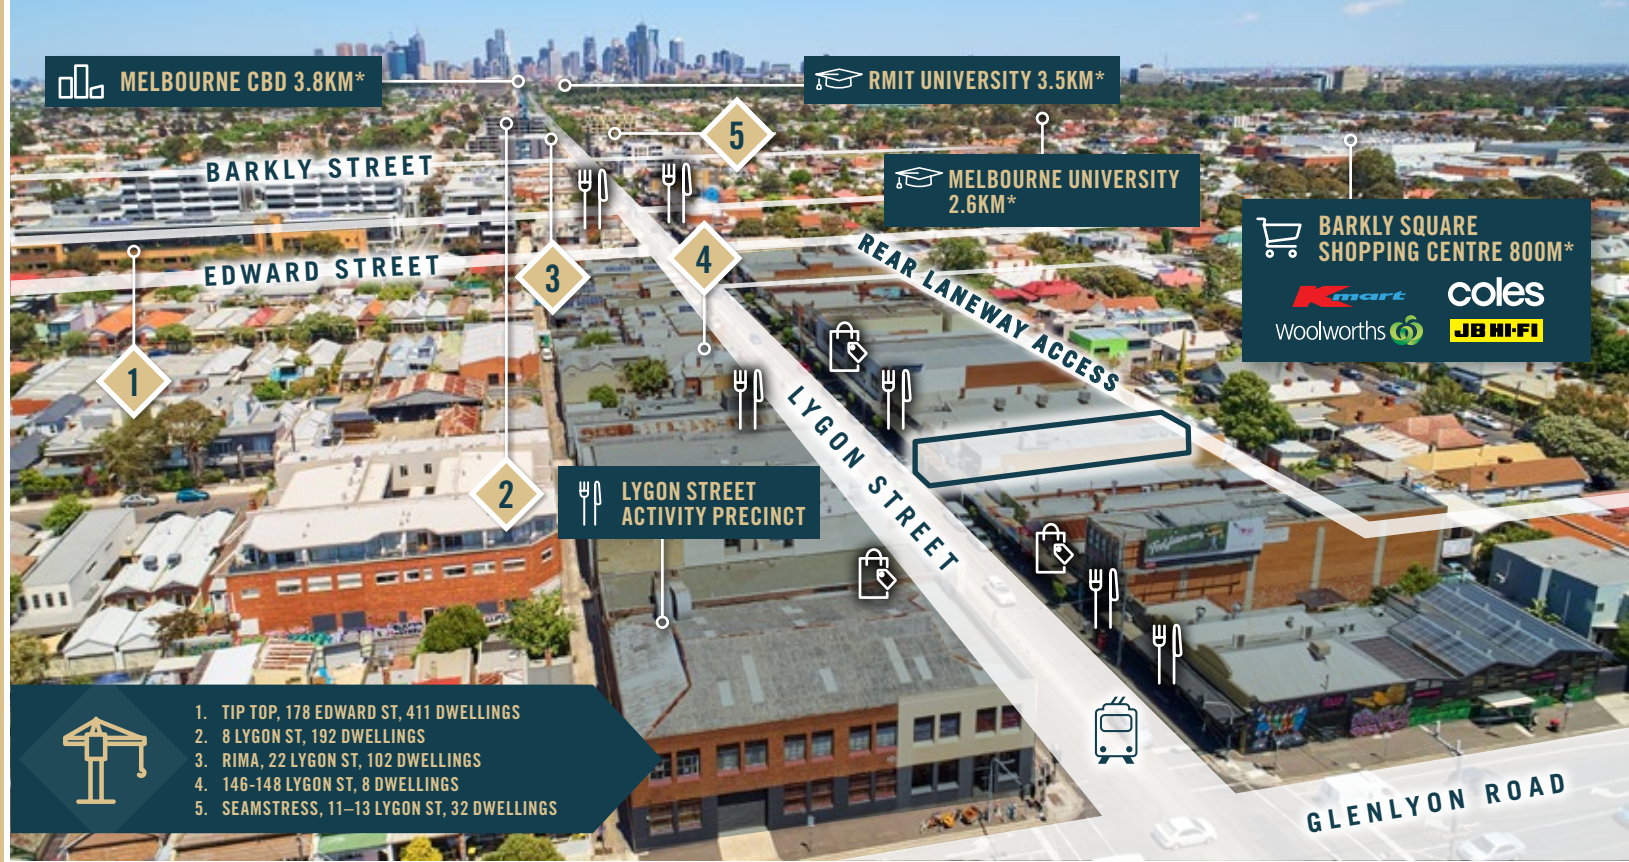 MELBOURNE CBD 3.8KM*
RMIT UNIVERSITY 3.5KM*
5
BARKLY STREET
MELBOURNE UNIVERSITY
2.6KM*
BARKLY SQUARE
SHOPPING CENTRE 800M*
Kmart
coles
Woolworths
JB HI-FI
EDWARD STREET
3
4
REAR LANEWAY ACCESS
1
LYGON STREET
2
LYGON STREET
ACTIVITY PRECINCT
1. TIP TOP, 178 EDWARD ST, 411 DWELLINGS
2. 8 LYGON ST, 192 DWELLINGS
3. RIMA, 22 LYGON ST, 102 DWELLINGS
4. 146-148 LYGON ST, 8 DWELLINGS
5. SEAMSTRESS, 11–13 LYGON ST, 32 DWELLINGS
GLENLYON ROAD